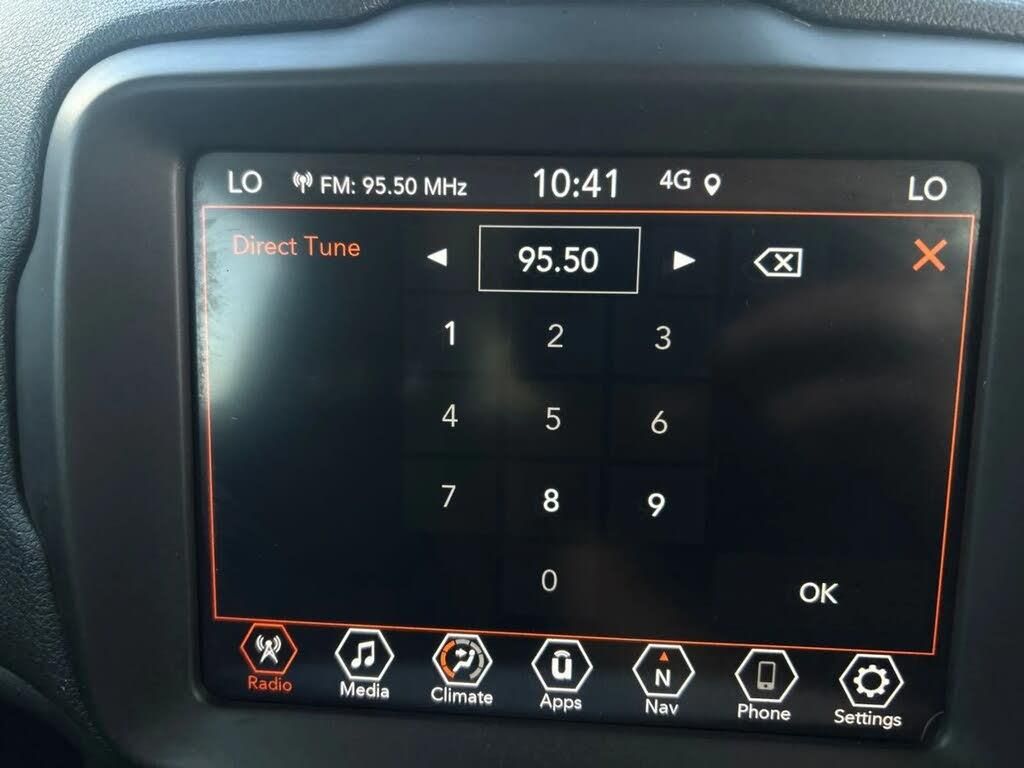 LO FM: 95.50 MHz 10:41 4G LO
Direct Tune 95.50
1 2 3
4 5 6
7 8 9
0 OK
Radio Media Climate Apps Nav Phone Settings